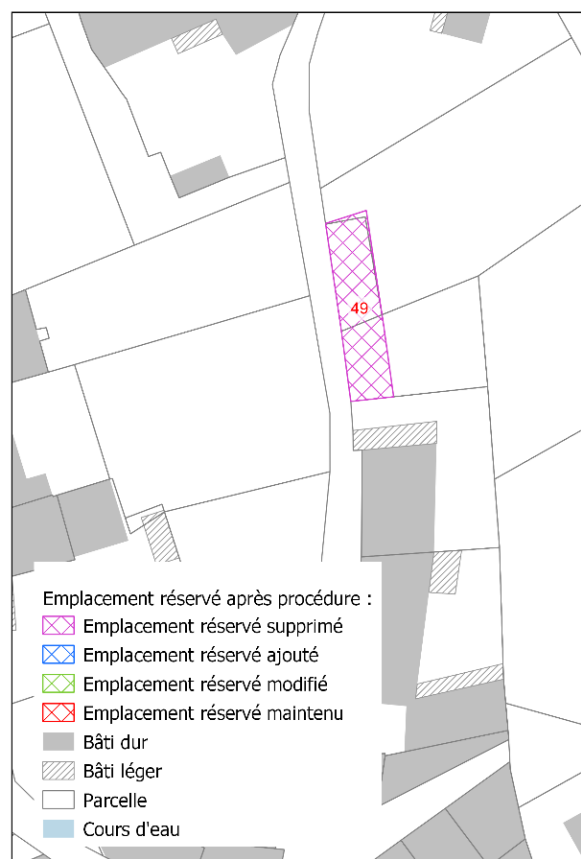 49
Emplacement réservé après procédure :
Emplacement réservé supprimé
Emplacement réservé ajouté
Emplacement réservé modifié
Emplacement réservé maintenu
Bâti dur
Bâti léger
Parcelle
Cours d'eau